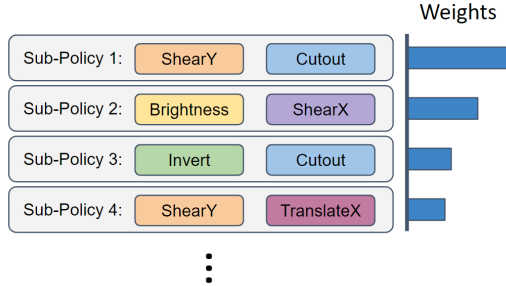 Weights
Sub-Policy 1: ShearY Cutout
Sub-Policy 2: Brightness ShearX
Sub-Policy 3: Invert Cutout
Sub-Policy 4: ShearY TranslateX